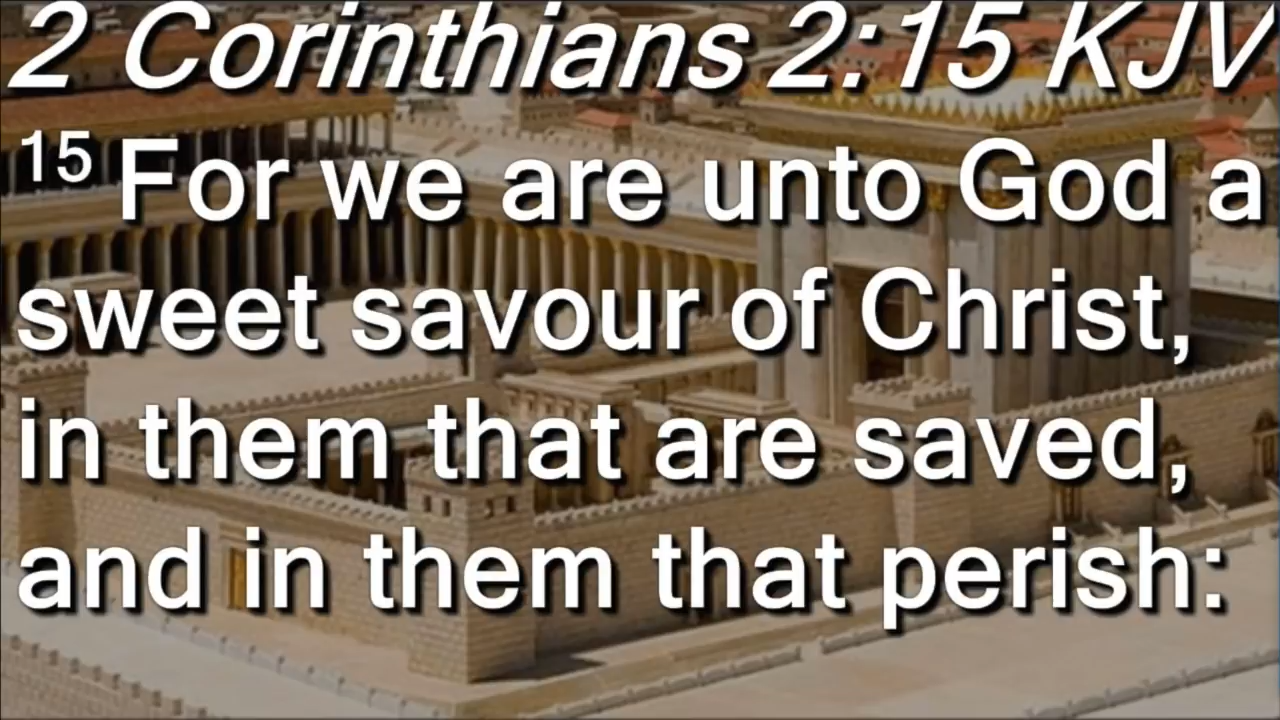 2 Corinthians 2:15 KJV
15 For we are unto God a
sweet savour of Christ,
in them that are saved,
and in them that perish: